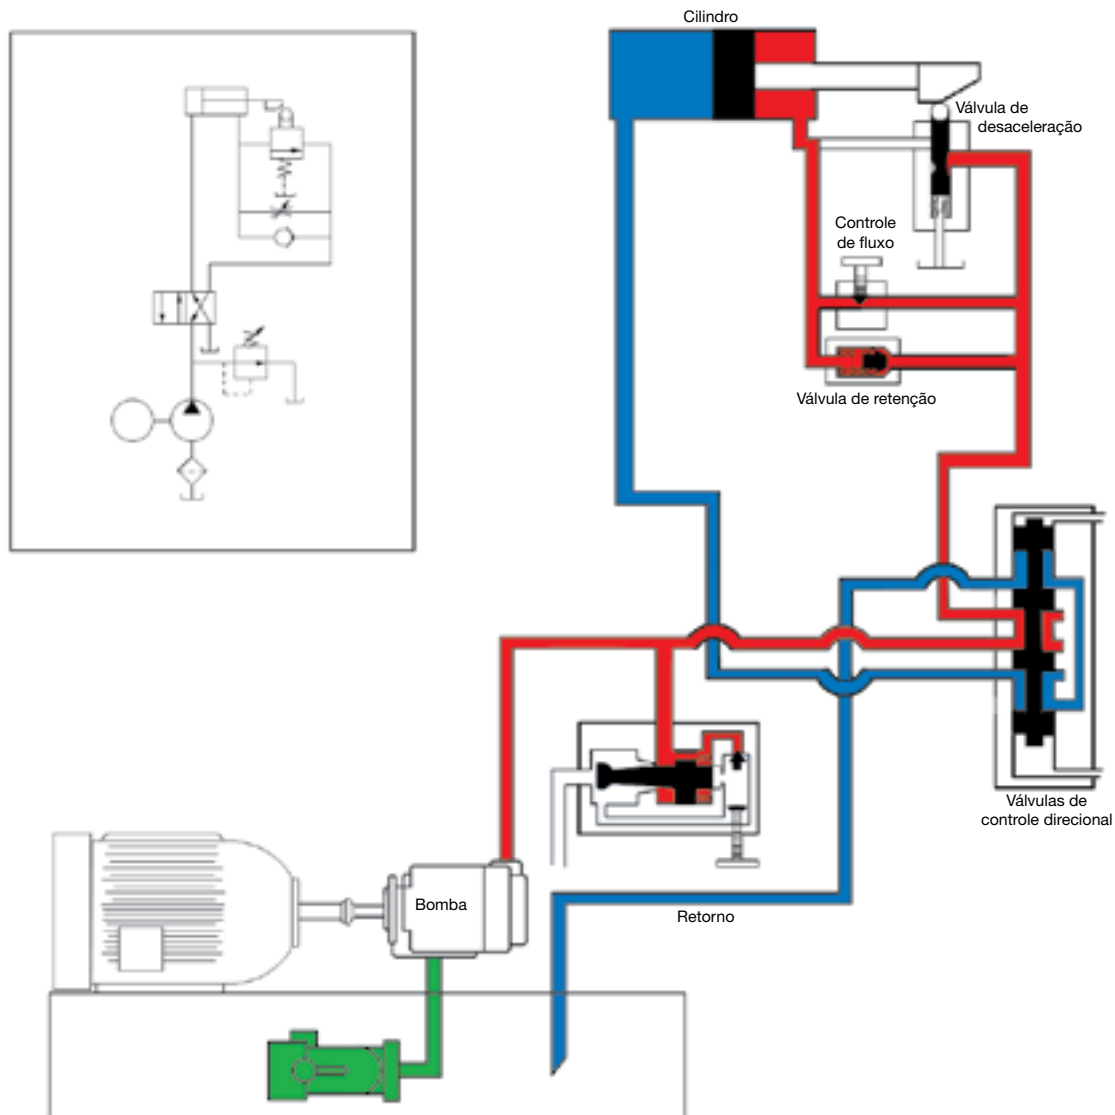 Cilindro
Válvula de
desaceleração
Controle
de fluxo
Válvula de retenção
Válvulas de
controle direcional
Bomba
Retorno